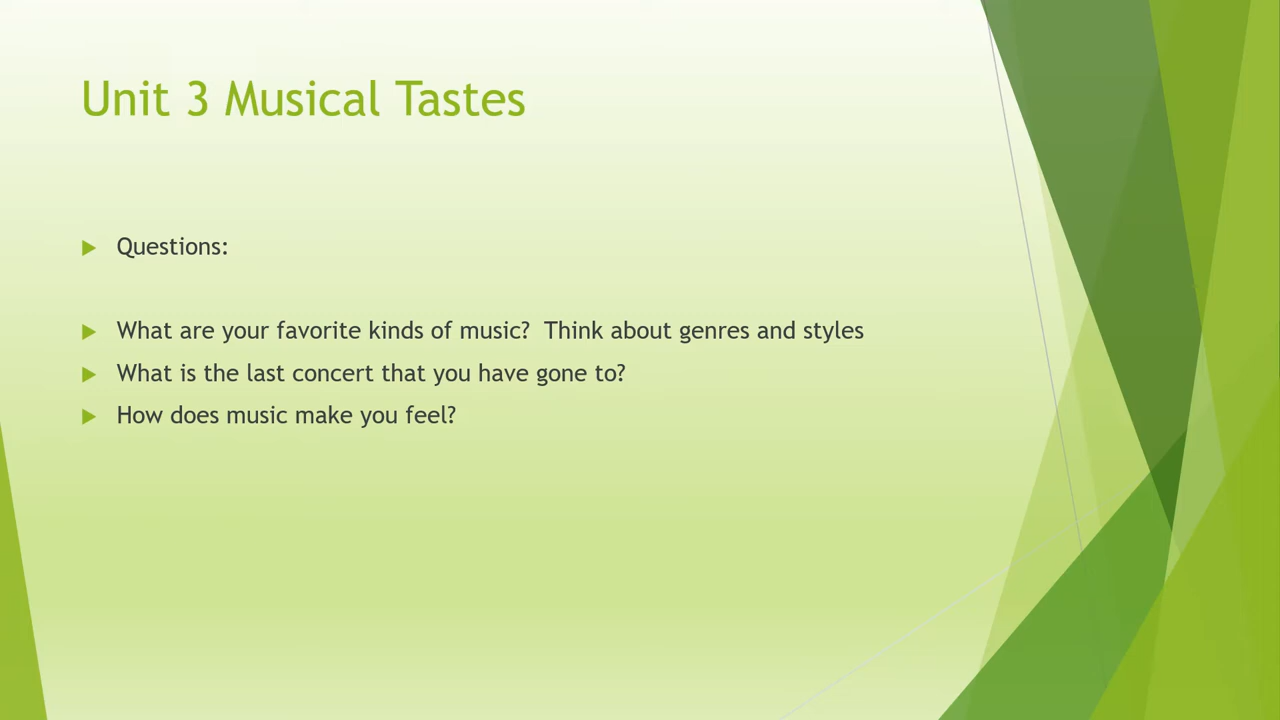 Unit 3 Musical Tastes
Questions:
What are your favorite kinds of music?  Think about genres and styles
What is the last concert that you have gone to?
How does music make you feel?